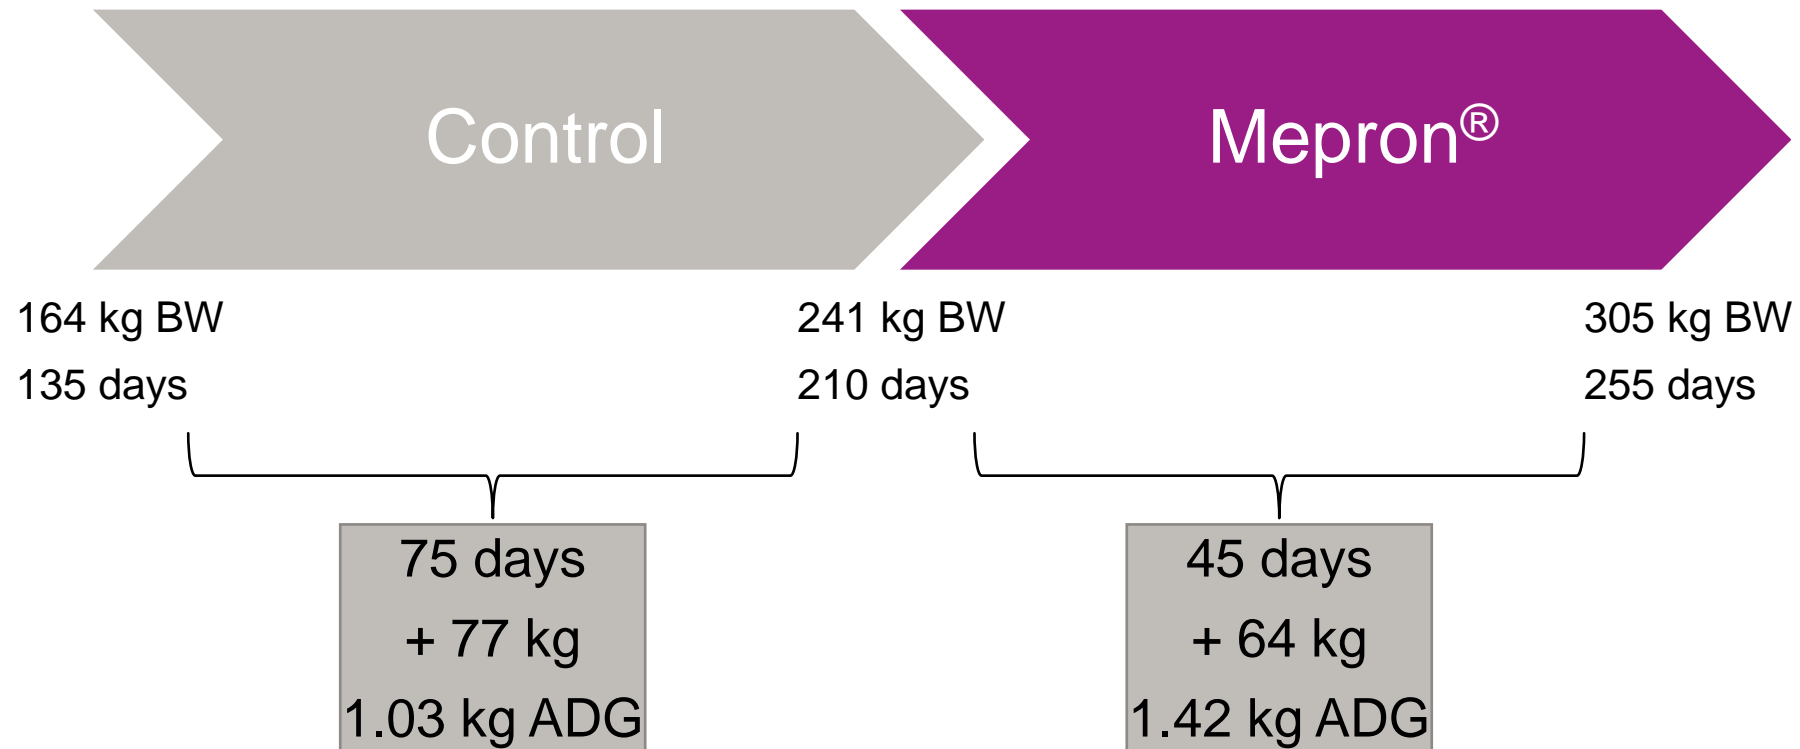 Control
Mepron®
164 kg BW
135 days
241 kg BW
210 days
305 kg BW
255 days
75 days
+ 77 kg
1.03 kg ADG
45 days
+ 64 kg
1.42 kg ADG